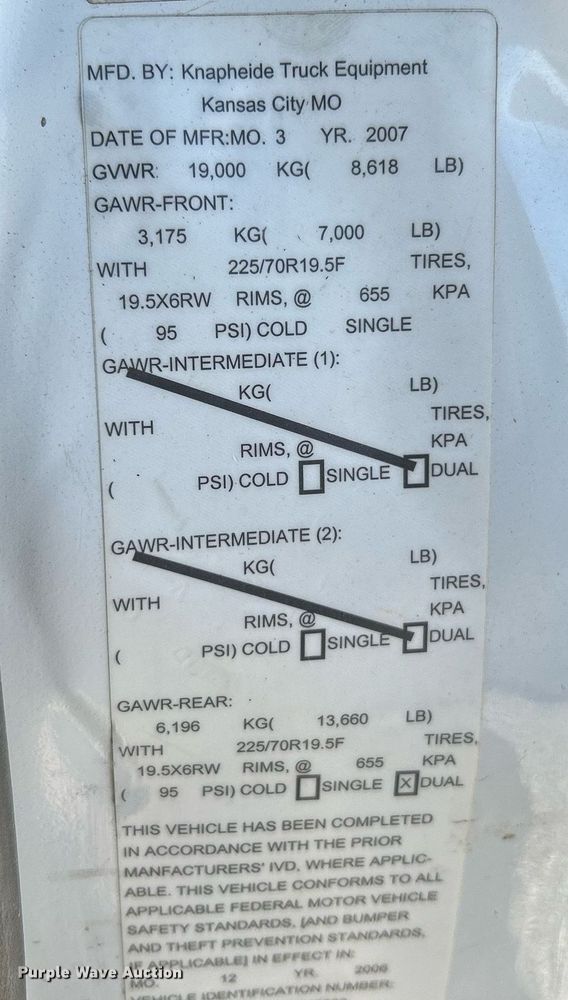 MFD. BY: Knapheide Truck Equipment
Kansas City MO
DATE OF MFR:MO. 3 YR. 2007
GVWR: 19,000 KG( 8,618 LB)
GAWR-FRONT:
3,175 KG( 7,000 LB)
WITH 225/70R19.5F TIRES,
19.5X6RW RIMS, @ 655 KPA
( 95 PSI) COLD SINGLE
GAWR-INTERMEDIATE (1):
KG( LB)
TIRES,
WITH
RIMS, @ KPA
( PSI) COLD SINGLE DUAL
GAWR-INTERMEDIATE (2):
KG( LB)
TIRES,
WITH
RIMS, @ KPA
( PSI) COLD SINGLE DUAL
GAWR-REAR:
6,196 KG( 13,660 LB)
WITH 225/70R19.5F TIRES,
19.5X6RW RIMS, @ 655 KPA
( 95 PSI) COLD SINGLE X DUAL
THIS VEHICLE HAS BEEN COMPLETED
IN ACCORDANCE WITH THE PRIOR
MANFACTURERS' IVD, WHERE APPLIC-
ABLE. THIS VEHICLE CONFORMS TO ALL
APPLICABLE FEDERAL MOTOR VEHICLE
SAFETY STANDARDS, [AND BUMPER
AND THEFT PREVENTION STANDARDS,
IF APPLICABLE] IN EFFECT IN:
MO. 12 YR. 2006
VEHICLE IDENTIFICATION NUMBER:
Purple Wave Auction